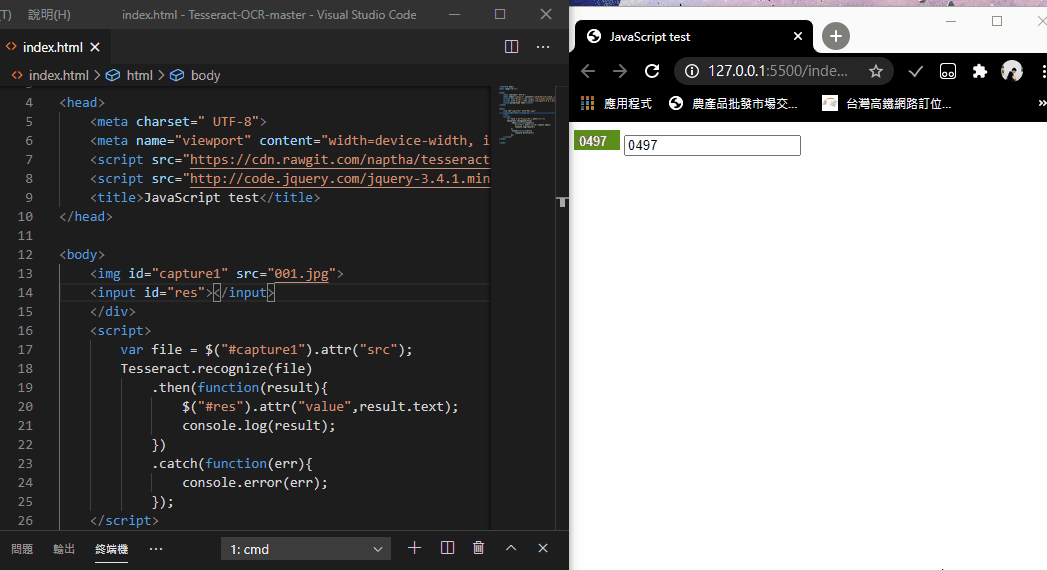 (T) 說明(H) index.html - Tesseract-OCR-master - Visual Studio Code
index.html
index.html > html > body
4 <head>
5 <meta charset=" UTF-8">
6 <meta name="viewport" content="width=device-width, i
7 <script src="https://cdn.rawgit.com/naptha/tesseract
8 <script src="http://code.jquery.com/jquery-3.4.1.min
9 <title>JavaScript test</title>
10 </head>
11
12 <body>
13 <img id="capture1" src="001.jpg">
14 <input id="res"></input>
15 </div>
16 <script>
17 var file = $("#capture1").attr("src");
18 Tesseract.recognize(file)
19 .then(function(result){
20 $("#res").attr("value",result.text);
21 console.log(result);
22 })
23 .catch(function(err){
24 console.error(err);
25 });
26 </script>
問題 輸出 終端機 ... 1: cmd
JavaScript test
127.0.0.1:5500/inde...
應用程式 農產品批發市場交... 台灣高鐵網路訂位...
0497 0497